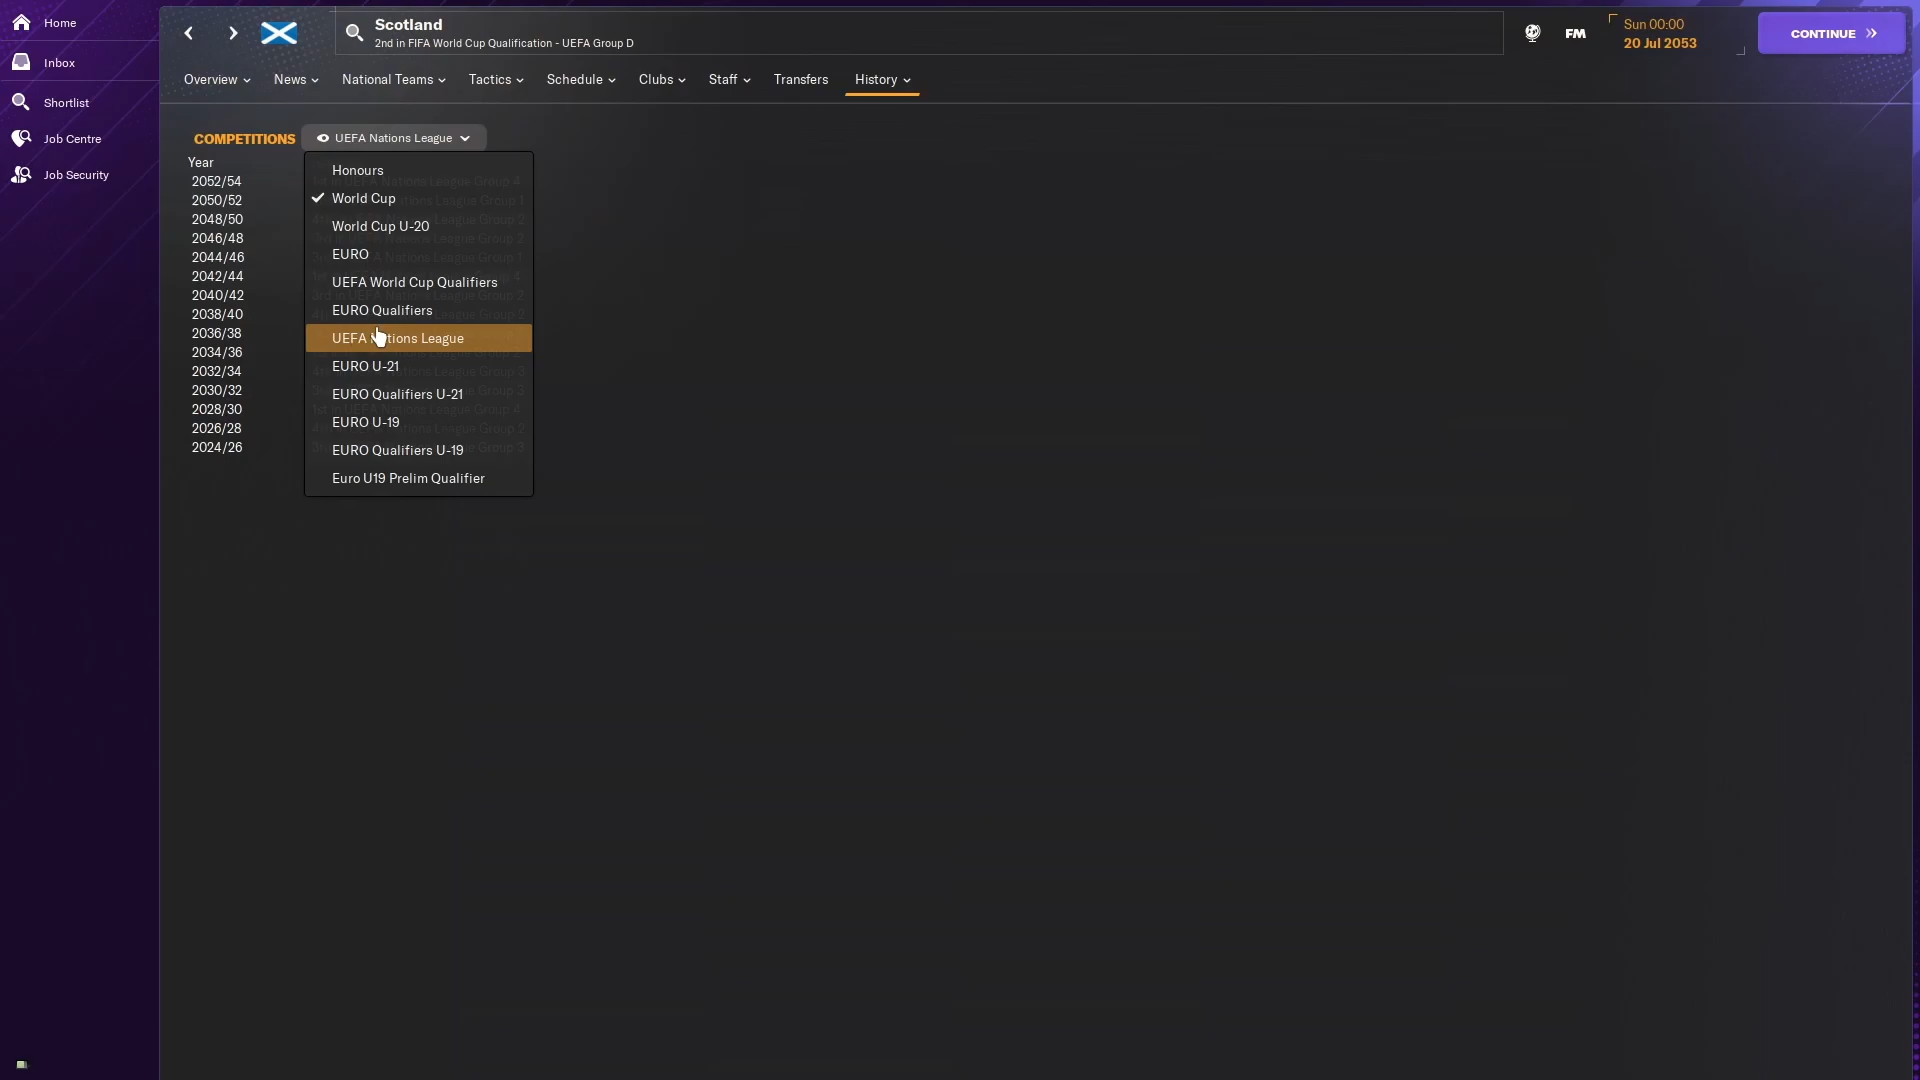 Home
Inbox
Shortlist
Job Centre
Job Security
Scotland
2nd in FIFA World Cup Qualification - UEFA Group D
FM
Sun 00:00
20 Jul 2053
CONTINUE
Overview
News
National Teams
Tactics
Schedule
Clubs
Staff
Transfers
History
COMPETITIONS
UEFA Nations League
Year
2052/54
2050/52
2048/50
2046/48
2044/46
2042/44
2040/42
2038/40
2036/38
2034/36
2032/34
2030/32
2028/30
2026/28
2024/26
Honours
World Cup
World Cup U-20
EURO
UEFA World Cup Qualifiers
EURO Qualifiers
UEFA Nations League
EURO U-21
EURO Qualifiers U-21
EURO U-19
EURO Qualifiers U-19
Euro U19 Prelim Qualifier